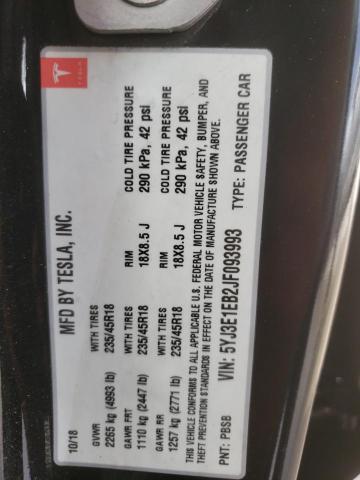 TESLA
MFD BY TESLA, INC.
10/18
GVWR WITH TIRES RIM COLD TIRE PRESSURE
2265 kg (4993 lb) 235/45R18 18X8.5 J 290 kPa, 42 psi
GAWR FRT WITH TIRES RIM COLD TIRE PRESSURE
1110 kg (2447 lb) 235/45R18 18X8.5 J 290 kPa, 42 psi
GAWR RR
1257 kg (2771 lb) 235/45R18
THIS VEHICLE CONFORMS TO ALL APPLICABLE U.S. FEDERAL MOTOR VEHICLE SAFETY, BUMPER, AND
THEFT PREVENTION STANDARDS IN EFFECT ON THE DATE OF MANUFACTURE SHOWN ABOVE.
VIN: 5YJ3E1EB2JF093993
PNT: PBSB TYPE: PASSENGER CAR